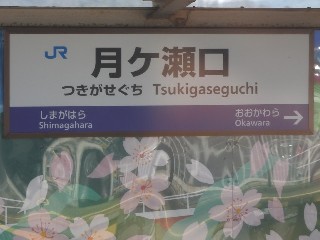 JR 月ケ瀬口
つきがせぐち Tsukigaseguchi
しまがはら おおかわら
Shimagahara Okawara →